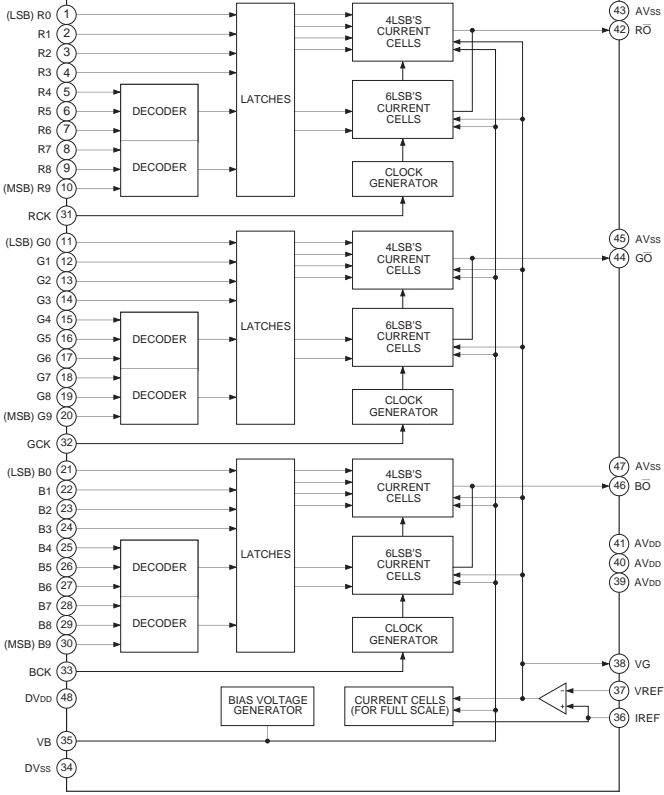 (LSB) R0 1
R1 2
R2 3
R3 4
R4 5
R5 6
R6 7
R7 8
R8 9
(MSB) R9 10
RCK 31
DECODER
DECODER
LATCHES
4LSB'S
CURRENT
CELLS
6LSB'S
CURRENT
CELLS
CLOCK
GENERATOR
43 AVSS
42 RO̅
(LSB) G0 11
G1 12
G2 13
G3 14
G4 15
G5 16
G6 17
G7 18
G8 19
(MSB) G9 20
GCK 32
DECODER
DECODER
LATCHES
4LSB'S
CURRENT
CELLS
6LSB'S
CURRENT
CELLS
CLOCK
GENERATOR
45 AVSS
44 GO̅
(LSB) B0 21
B1 22
B2 23
B3 24
B4 25
B5 26
B6 27
B7 28
B8 29
(MSB) B9 30
BCK 33
DECODER
DECODER
LATCHES
4LSB'S
CURRENT
CELLS
6LSB'S
CURRENT
CELLS
CLOCK
GENERATOR
47 AVSS
46 BO̅
41 AVDD
40 AVDD
39 AVDD
DVDD 48
VB 35
DVSS 34
BIAS VOLTAGE
GENERATOR
CURRENT CELLS
(FOR FULL SCALE)
-
+
38 VG
37 VREF
36 IREF